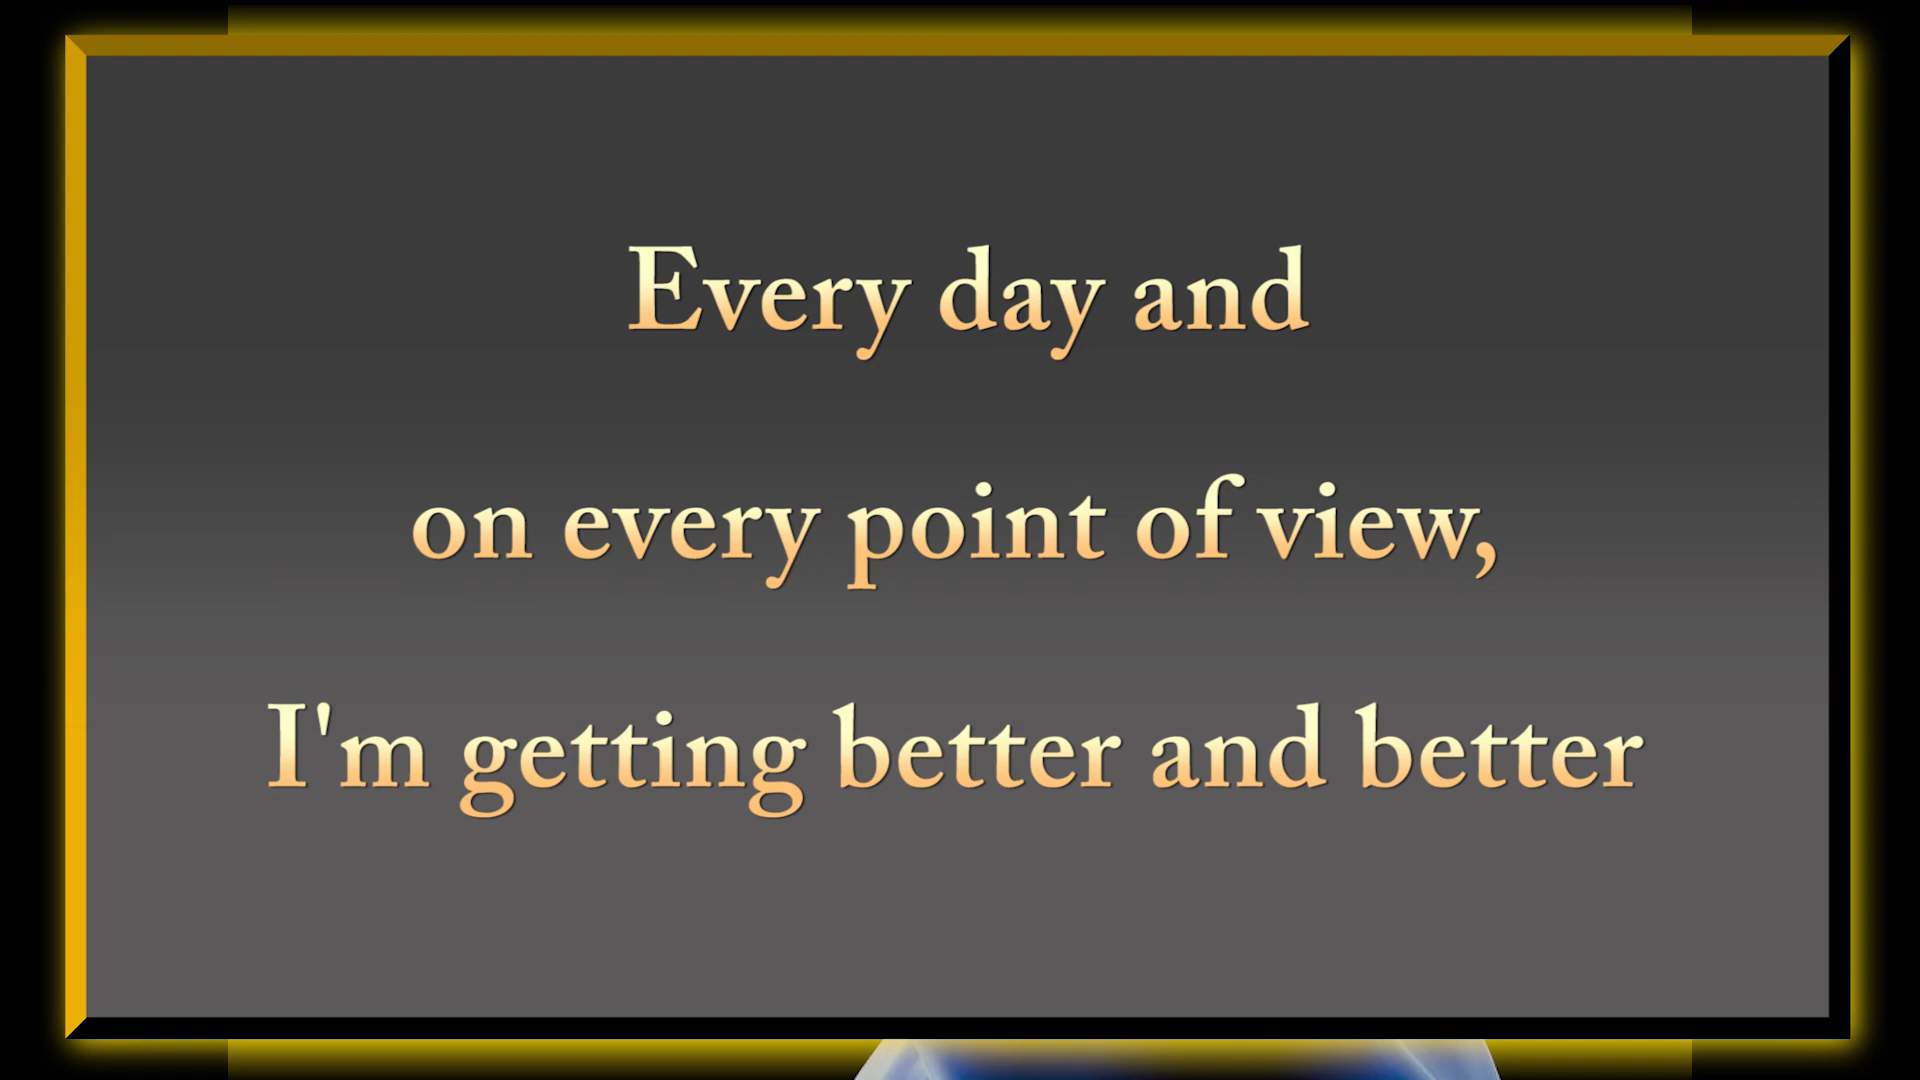 Every day and
on every point of view,
I'm getting better and better